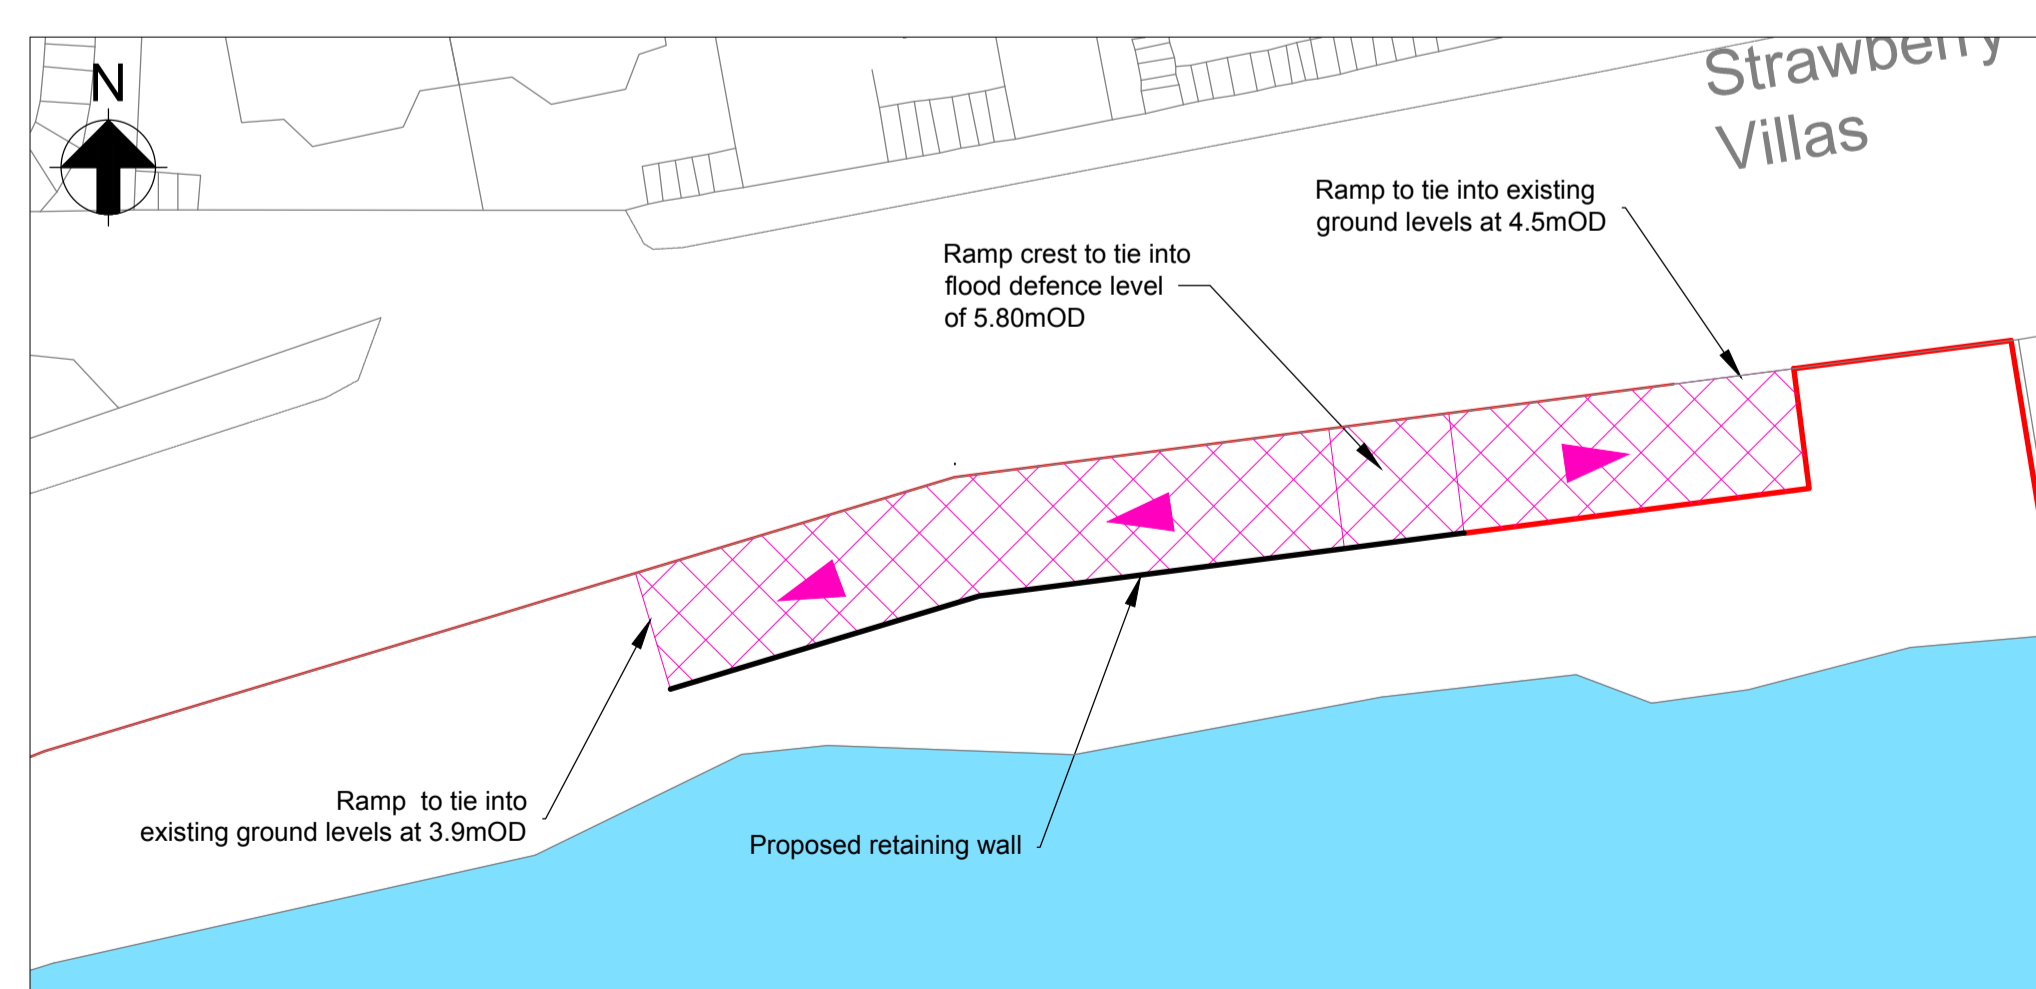 N
Strawberry
Villas
Ramp to tie into existing
ground levels at 4.5mOD
Ramp crest to tie into
flood defence level
of 5.80mOD
Ramp to tie into
existing ground levels at 3.9mOD
Proposed retaining wall